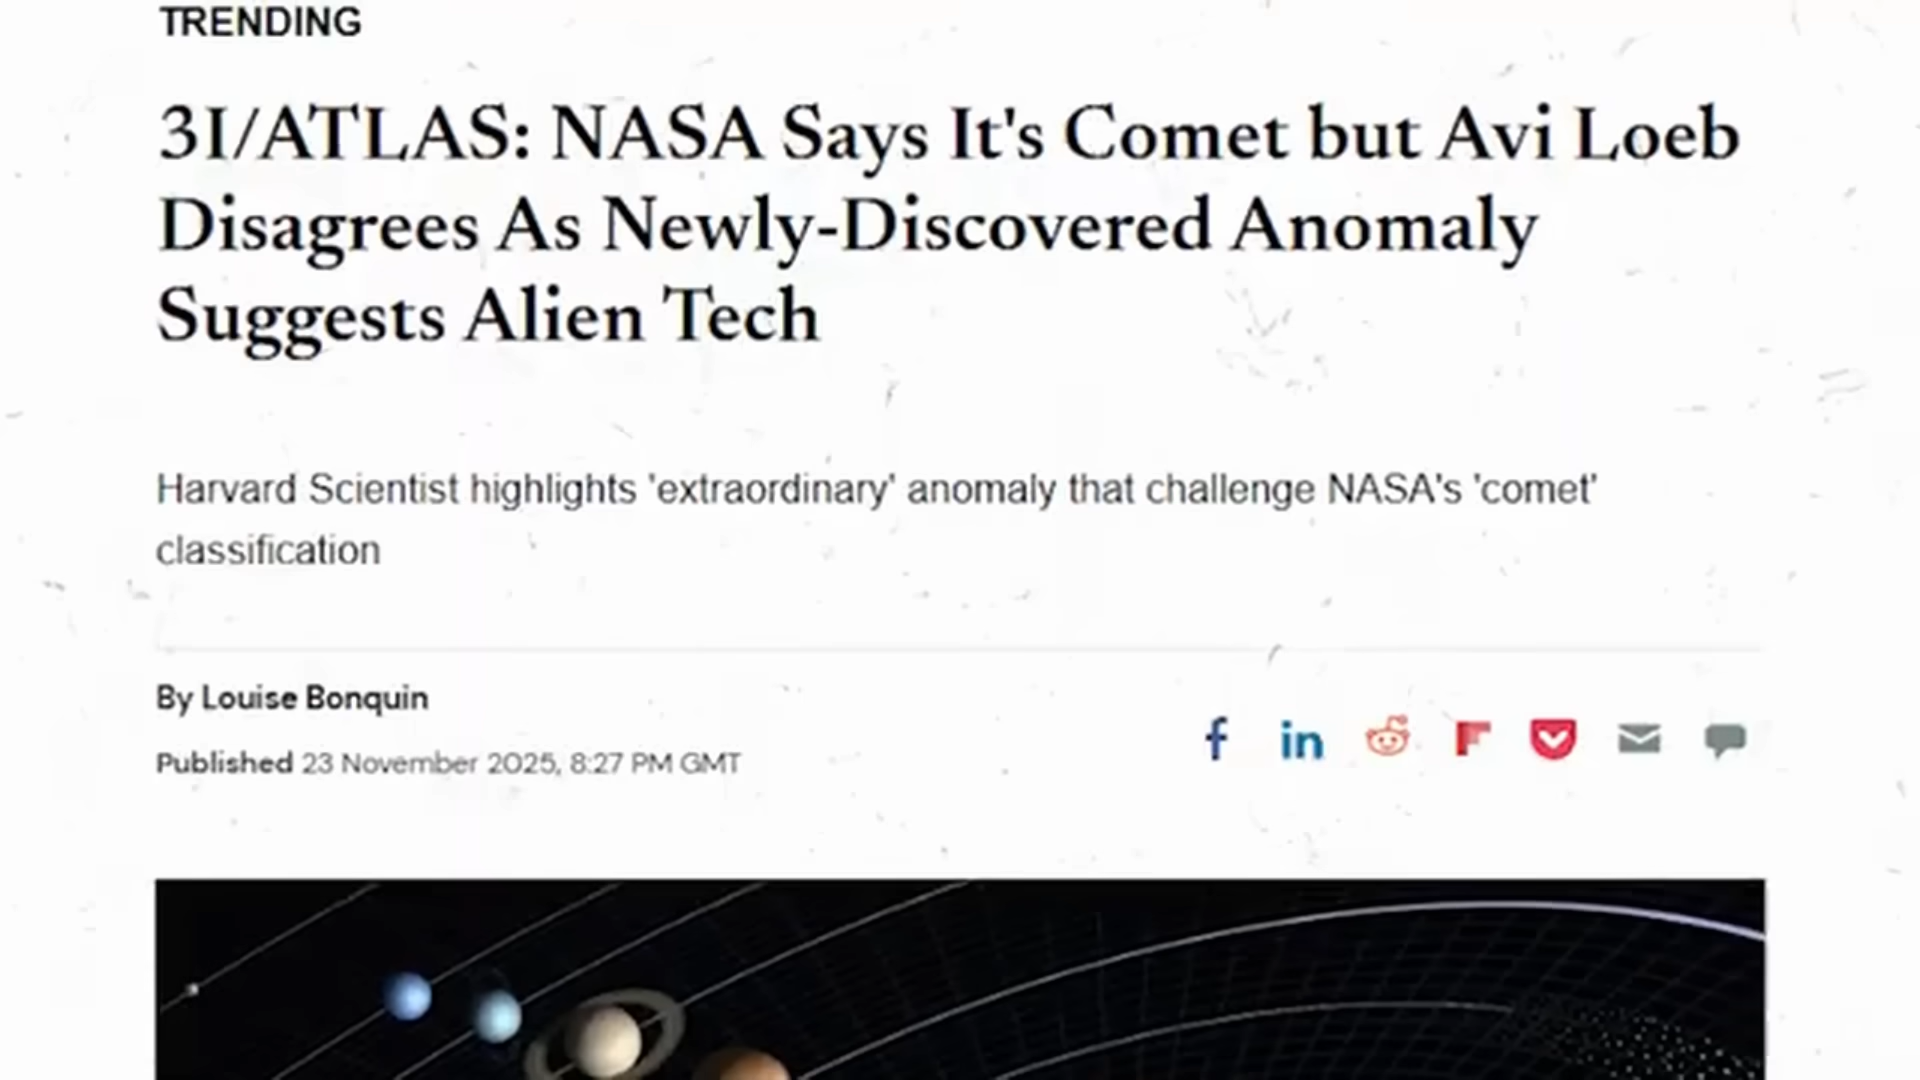 TRENDING
3I/ATLAS: NASA Says It's Comet but Avi Loeb
Disagrees As Newly-Discovered Anomaly
Suggests Alien Tech
Harvard Scientist highlights 'extraordinary' anomaly that challenge NASA's 'comet'
classification
By Louise Bonquin
Published 23 November 2025, 8:27 PM GMT